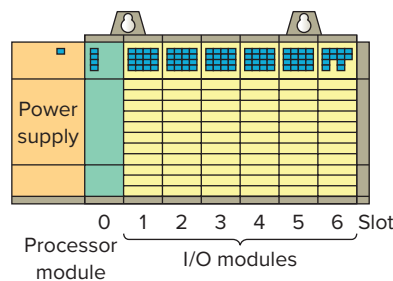 Power
supply
0 1 2 3 4 5 6 Slot
Processor
module
I/O modules